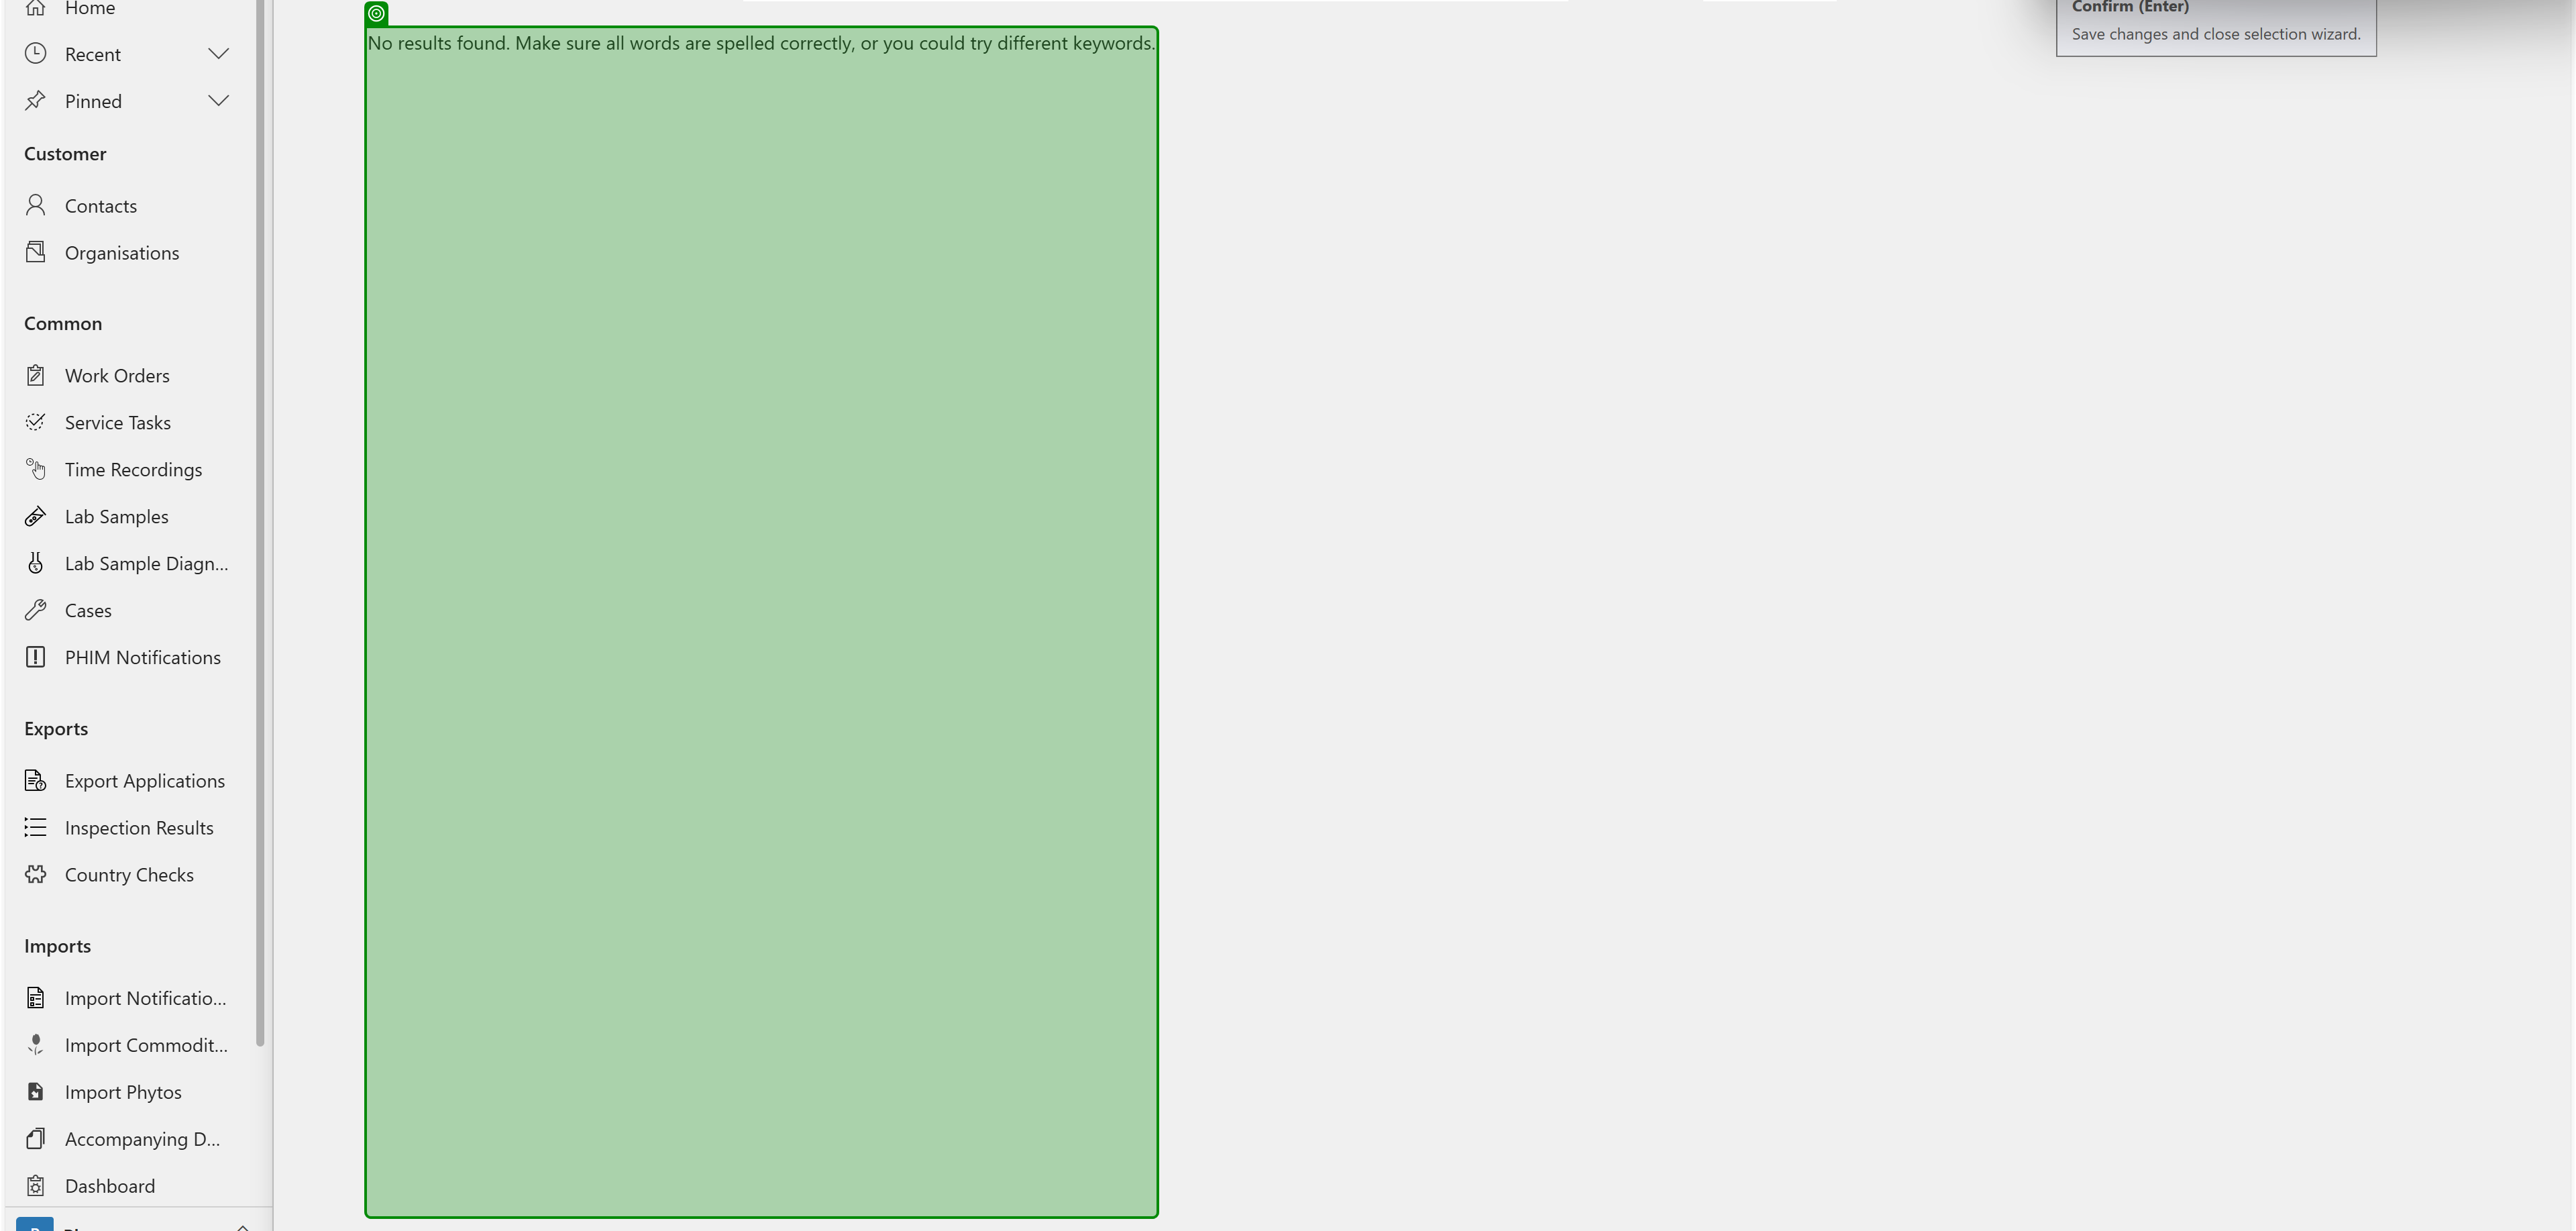 Home
Recent
Pinned
Customer
Contacts
Organisations
Common
Work Orders
Service Tasks
Time Recordings
Lab Samples
Lab Sample Diagn...
Cases
PHIM Notifications
Exports
Export Applications
Inspection Results
Country Checks
Imports
Import Notificatio...
Import Commodit...
Import Phytos
Accompanying D...
Dashboard
No results found. Make sure all words are spelled correctly, or you could try different keywords.
Confirm (Enter)
Save changes and close selection wizard.